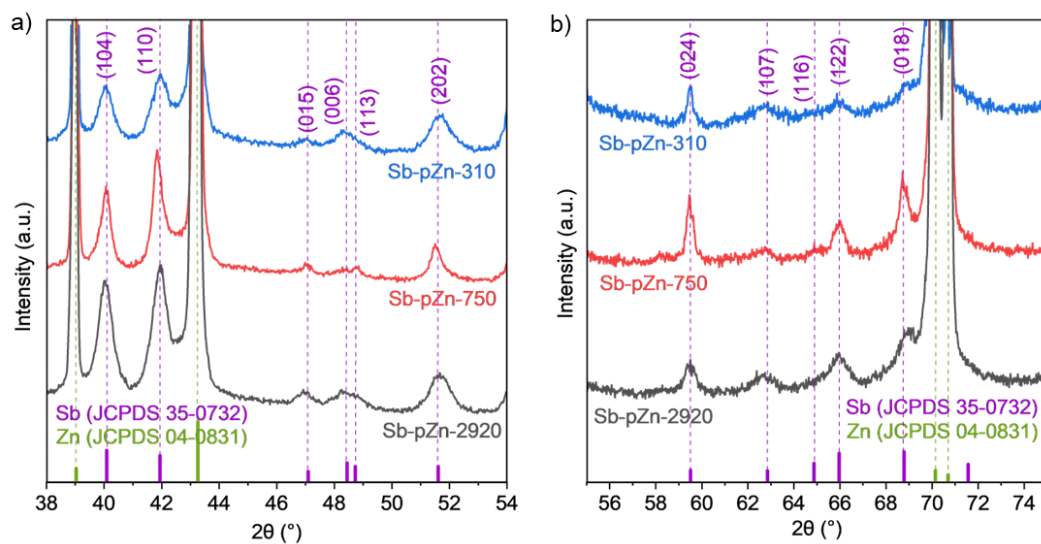 a)
(104)
(110)
(015)
(006)
(113)
(202)
Sb-pZn-310
Sb-pZn-750
Sb-pZn-2920
Sb (JCPDS 35-0732)
Zn (JCPDS 04-0831)
Intensity (a.u.)
38 40 42 44 46 48 50 52 54
2θ (°)
b)
(024)
(107)
(116)
(122)
(018)
Sb-pZn-310
Sb-pZn-750
Sb-pZn-2920
Sb (JCPDS 35-0732)
Zn (JCPDS 04-0831)
Intensity (a.u.)
56 58 60 62 64 66 68 70 72 74
2θ (°)